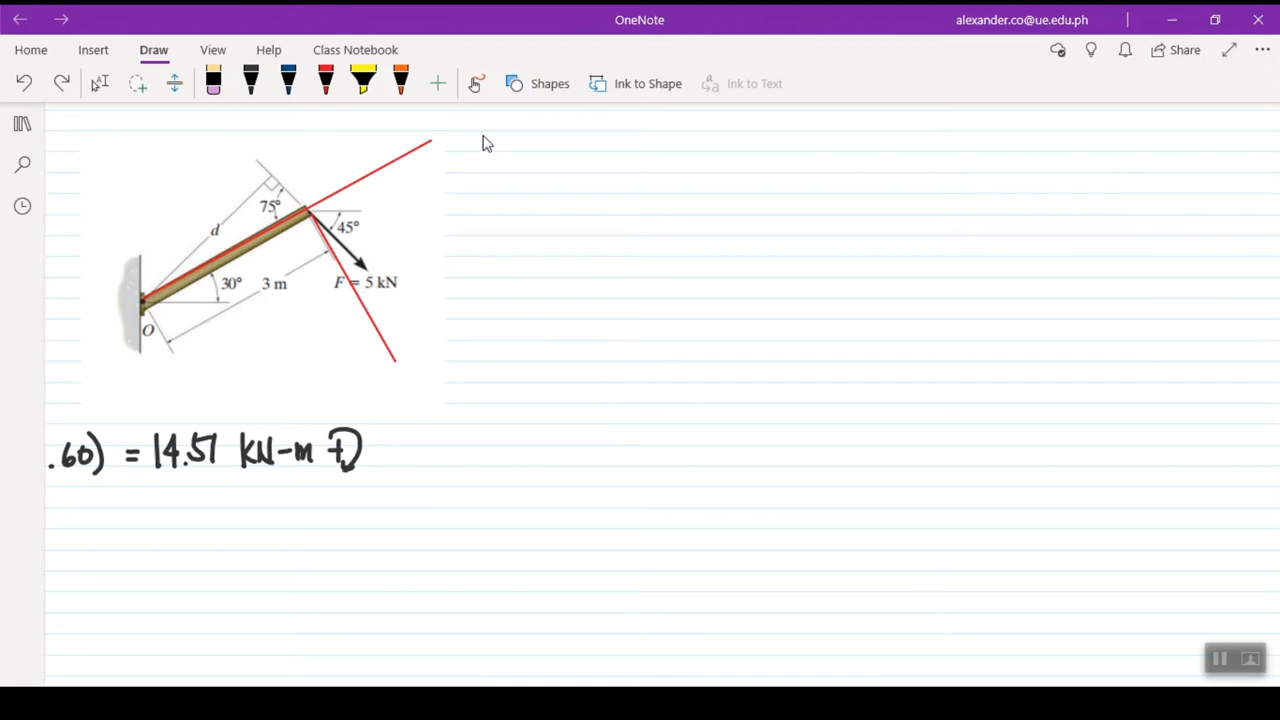 OneNote
alexander.co@ue.edu.ph
Home Insert Draw View Help Class Notebook
Share
Shapes
Ink to Shape
Ink to Text
75°
d
45°
30°
3 m
F = 5 kN
O
.60) = 14.51 kN-m +